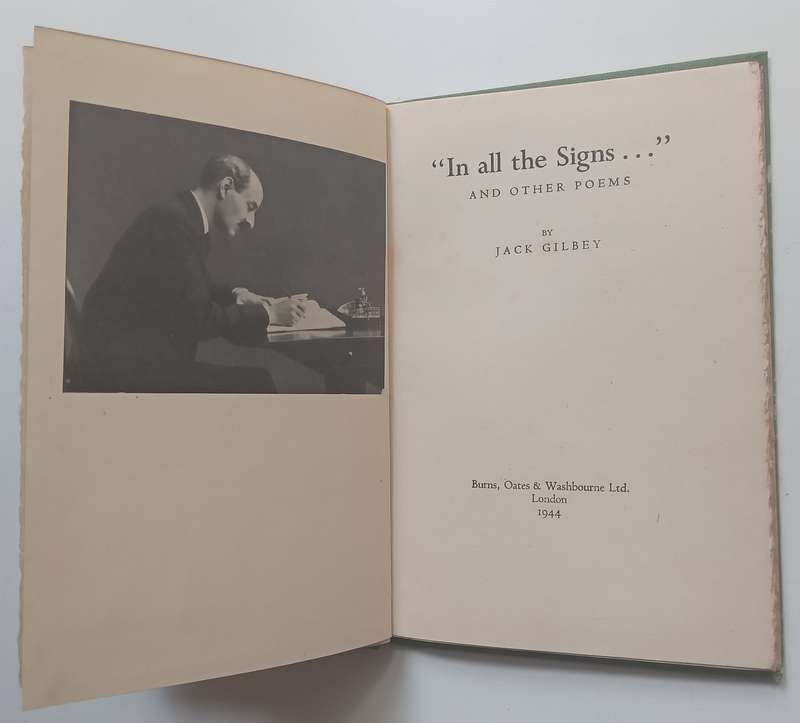 “In all the Signs . . .”
AND OTHER POEMS
BY
JACK GILBEY
Burns, Oates & Washbourne Ltd.
London
1944